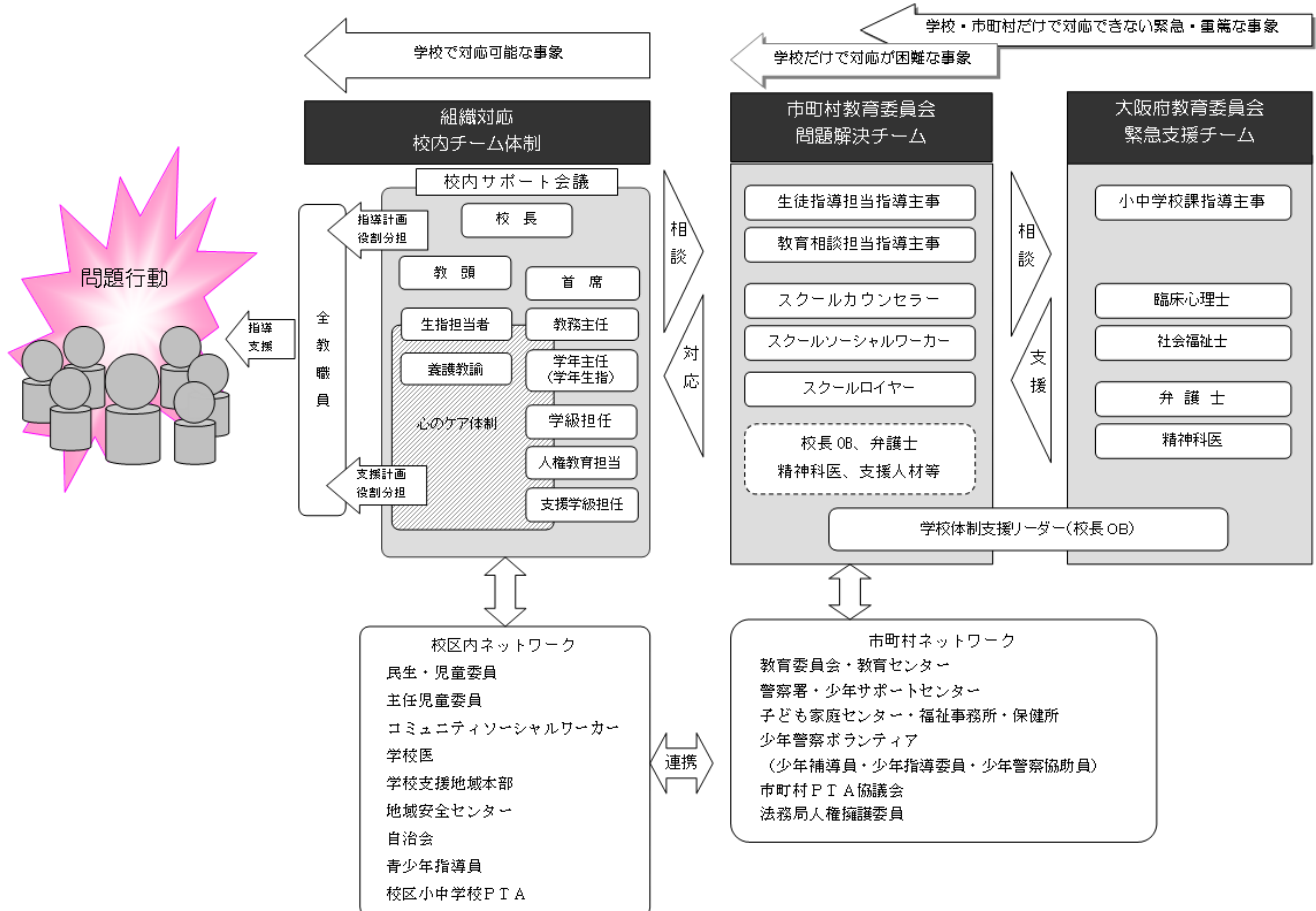 学校・市町村だけで対応できない緊急・重篤な事象
学校で対応可能な事象
学校だけで対応が困難な事象
組織対応
校内チーム体制
市町村教育委員会
問題解決チーム
大阪府教育委員会
緊急支援チーム
問題行動
指導
支援
全教職員
指導計画
役割分担
支援計画
役割分担
校内サポート会議
校 長
教 頭
首 席
生指担当者
教務主任
養護教諭
学年主任
(学年生指)
心のケア体制
学級担任
人権教育担当
支援学級担任
相談
対応
生徒指導担当指導主事
教育相談担当指導主事
スクールカウンセラー
スクールソーシャルワーカー
スクールロイヤー
校長OB、弁護士
精神科医、支援人材等
相談
支援
小中学校課指導主事
臨床心理士
社会福祉士
弁 護 士
精神科医
学校体制支援リーダー(校長OB)
校区内ネットワーク
民生・児童委員
主任児童委員
コミュニティソーシャルワーカー
学校医
学校支援地域本部
地域安全センター
自治会
青少年指導員
校区小中学校PTA
連携
市町村ネットワーク
教育委員会・教育センター
警察署・少年サポートセンター
子ども家庭センター・福祉事務所・保健所
少年警察ボランティア
(少年補導員・少年指導委員・少年警察協助員)
市町村PTA協議会
法務局人権擁護委員